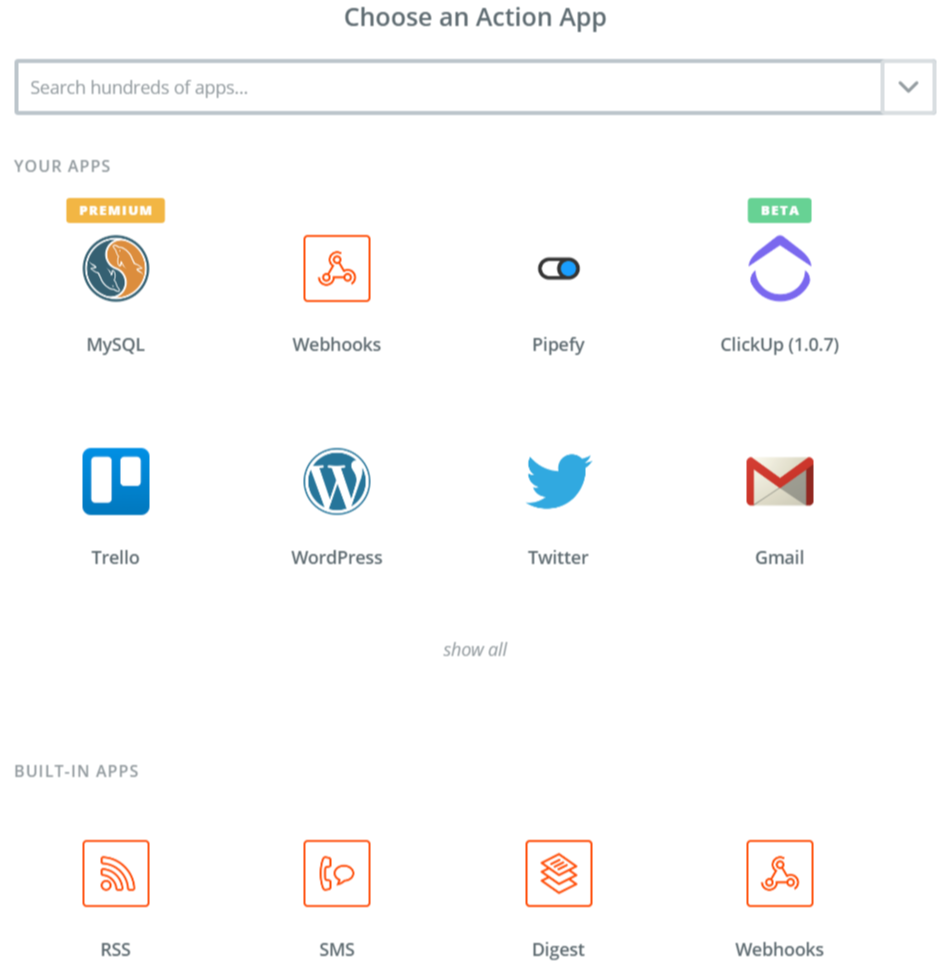 Choose an Action App
Search hundreds of apps...
YOUR APPS
PREMIUM
BETA
MySQL
Webhooks
Pipefy
ClickUp (1.0.7)
Trello
WordPress
Twitter
Gmail
show all
BUILT-IN APPS
RSS
SMS
Digest
Webhooks